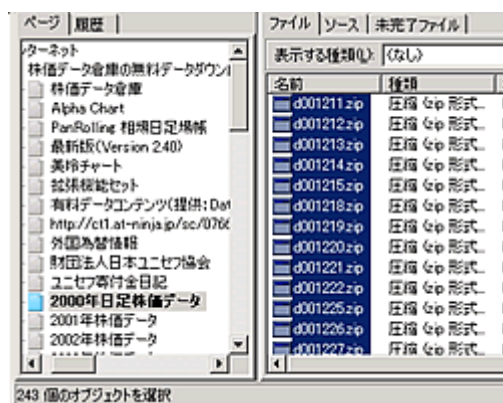 ページ 履歴
ターネット
株価データ倉庫の無料データダウン
株価データ倉庫
Alpha Chart
PanRolling 相場日足場帳
最新版(Version 2.40)
美玲チャート
拡張機能セット
有料データコンテンツ(提供: Dat
http://ct1.at-ninja.jp/sc/0766
外国為替情報
財団法人日本ユニセフ協会
ユニセフ寄付金日記
2000年日足株価データ
2001年株価データ
2002年株価データ
ファイル ソース 未完了ファイル
表示する種類(L): (なし)
名前 種類
d001211.zip 圧縮 (zip 形式...
d001212.zip 圧縮 (zip 形式...
d001213.zip 圧縮 (zip 形式...
d001214.zip 圧縮 (zip 形式...
d001215.zip 圧縮 (zip 形式...
d001218.zip 圧縮 (zip 形式...
d001219.zip 圧縮 (zip 形式...
d001220.zip 圧縮 (zip 形式...
d001221.zip 圧縮 (zip 形式...
d001222.zip 圧縮 (zip 形式...
d001225.zip 圧縮 (zip 形式...
d001226.zip 圧縮 (zip 形式...
d001227.zip 圧縮 (zip 形式...
243 個のオブジェクトを選択